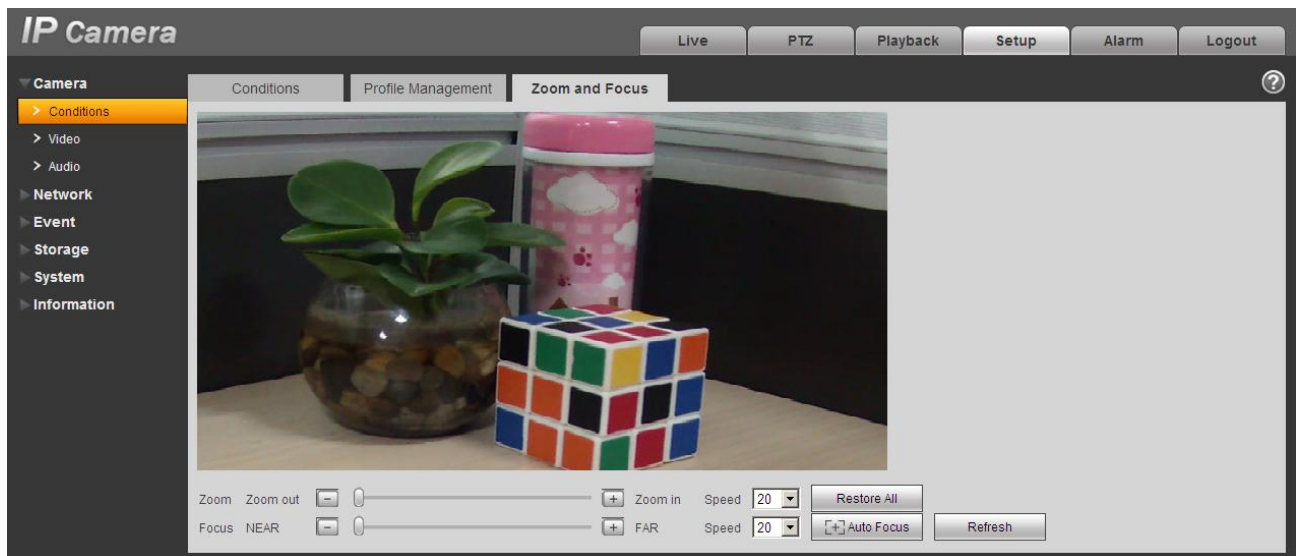 IP Camera
Live PTZ Playback Setup Alarm Logout
Camera
Conditions Profile Management Zoom and Focus ?
> Conditions
> Video
> Audio
Network
Event
Storage
System
Information
Zoom Zoom out - + Zoom in Speed 20 Restore All
Focus NEAR - + FAR Speed 20 [+] Auto Focus Refresh